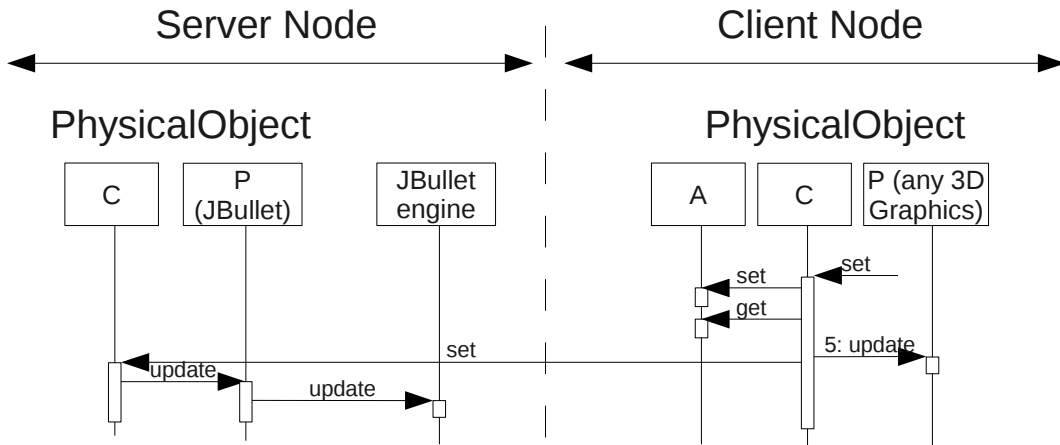 Server Node
Client Node
PhysicalObject
PhysicalObject
C
P
(JBullet)
JBullet
engine
A
C
P (any 3D
Graphics)
set
set
get
set
5: update
update
update